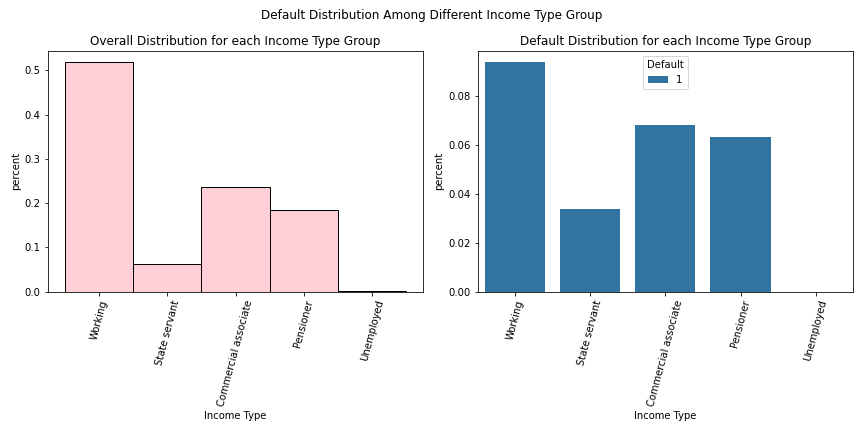 Default Distribution Among Different Income Type Group
Overall Distribution for each Income Type Group
percent
0.5
0.4
0.3
0.2
0.1
0.0
Working
State servant
Commercial associate
Pensioner
Unemployed
Income Type
Default Distribution for each Income Type Group
Default
1
percent
0.08
0.06
0.04
0.02
0.00
Working
State servant
Commercial associate
Pensioner
Unemployed
Income Type